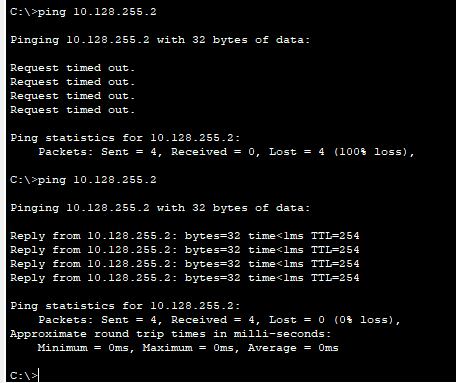 C:\>ping 10.128.255.2
Pinging 10.128.255.2 with 32 bytes of data:
Request timed out.
Request timed out.
Request timed out.
Request timed out.
Ping statistics for 10.128.255.2:
Packets: Sent = 4, Received = 0, Lost = 4 (100% loss),
C:\>ping 10.128.255.2
Pinging 10.128.255.2 with 32 bytes of data:
Reply from 10.128.255.2: bytes=32 time<1ms TTL=254
Reply from 10.128.255.2: bytes=32 time<1ms TTL=254
Reply from 10.128.255.2: bytes=32 time<1ms TTL=254
Reply from 10.128.255.2: bytes=32 time<1ms TTL=254
Ping statistics for 10.128.255.2:
Packets: Sent = 4, Received = 4, Lost = 0 (0% loss),
Approximate round trip times in milli-seconds:
Minimum = 0ms, Maximum = 0ms, Average = 0ms
C:\>